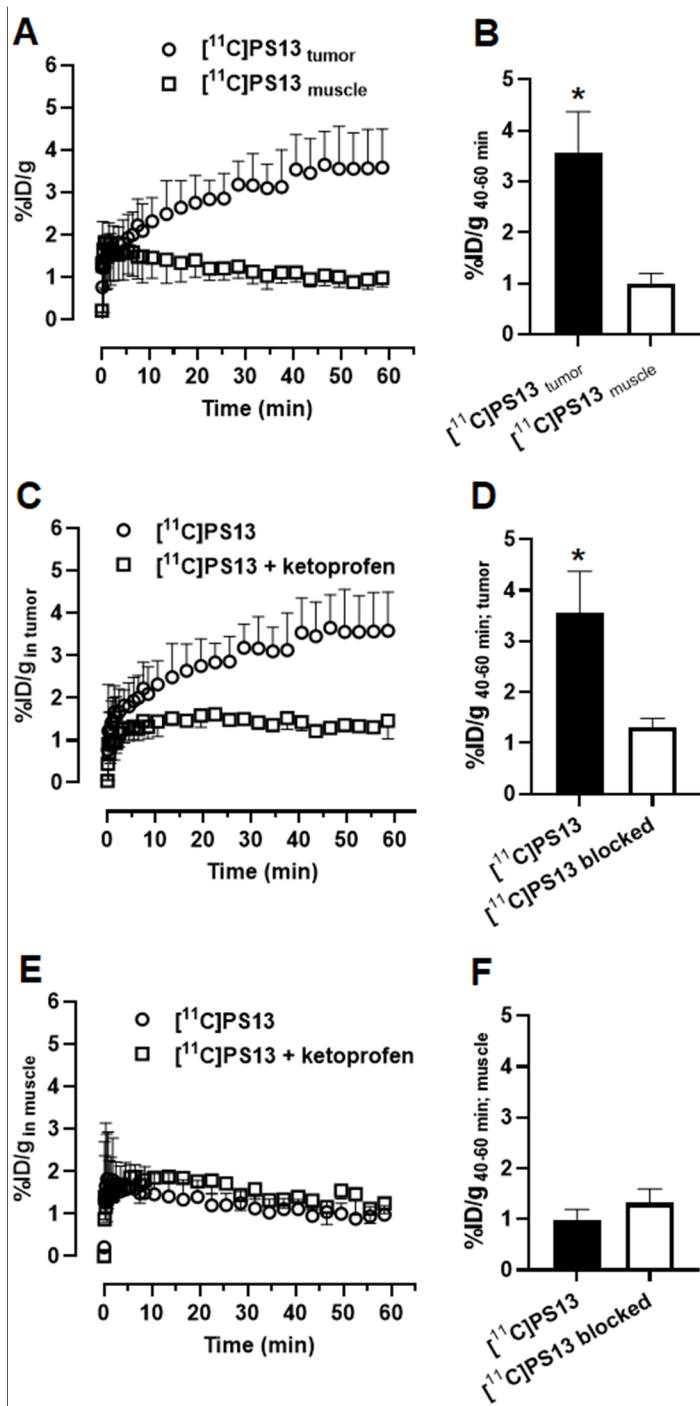 A
[¹¹C]PS13 tumor
[¹¹C]PS13 muscle
%ID/g
6
5
4
3
2
1
0
0 10 20 30 40 50 60
Time (min)
B
*
%ID/g 40-60 min
5
4
3
2
1
0
[¹¹C]PS13 tumor
[¹¹C]PS13 muscle
C
[¹¹C]PS13
[¹¹C]PS13 + ketoprofen
%ID/g in tumor
6
5
4
3
2
1
0
0 10 20 30 40 50 60
Time (min)
D
*
%ID/g 40-60 min; tumor
5
4
3
2
1
0
[¹¹C]PS13
[¹¹C]PS13 blocked
E
[¹¹C]PS13
[¹¹C]PS13 + ketoprofen
%ID/g in muscle
6
5
4
3
2
1
0
0 10 20 30 40 50 60
Time (min)
F
%ID/g 40-60 min; muscle
5
4
3
2
1
0
[¹¹C]PS13
[¹¹C]PS13 blocked